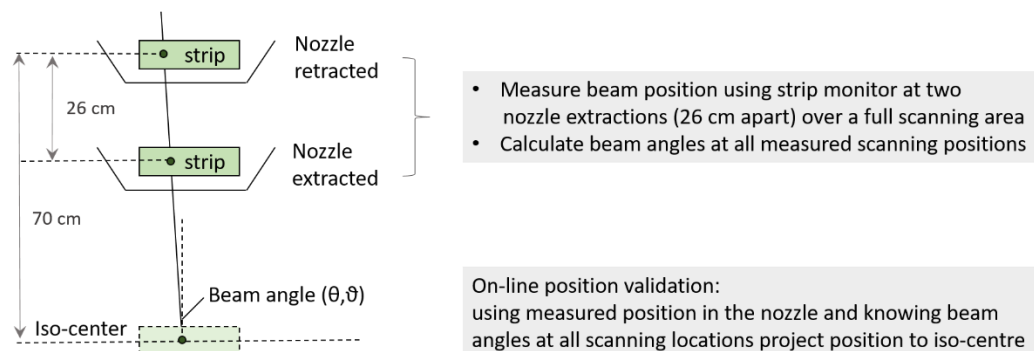 strip
Nozzle
retracted
26 cm
strip
Nozzle
extracted
70 cm
Beam angle (θ,ϑ)
Iso-center
• Measure beam position using strip monitor at two
nozzle extractions (26 cm apart) over a full scanning area
• Calculate beam angles at all measured scanning positions
On-line position validation:
using measured position in the nozzle and knowing beam
angles at all scanning locations project position to iso-centre